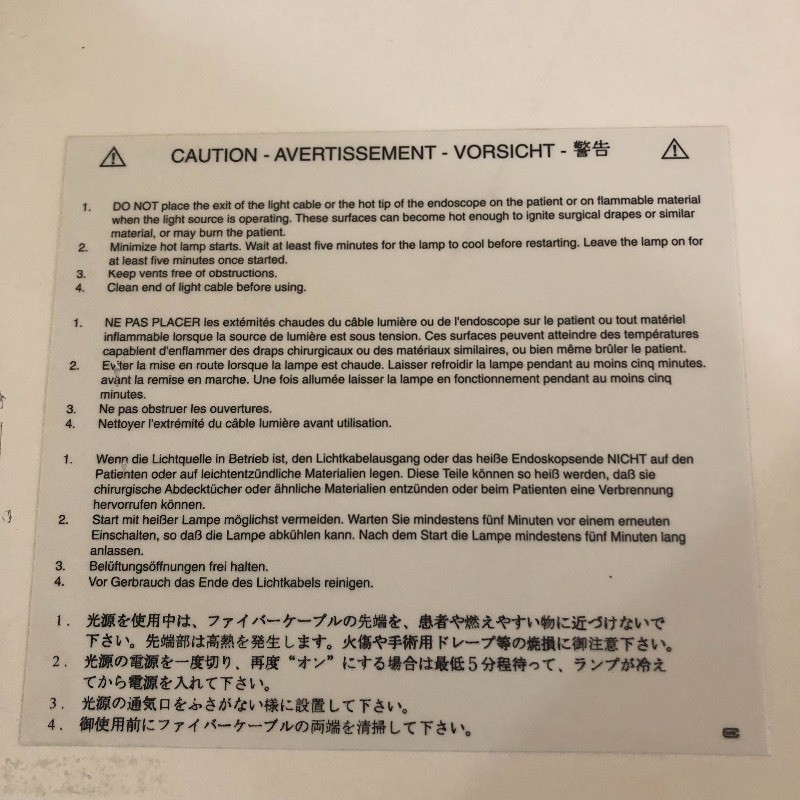 CAUTION - AVERTISSEMENT - VORSICHT - 警告
1. DO NOT place the exit of the light cable or the hot tip of the endoscope on the patient or on flammable material
when the light source is operating. These surfaces can become hot enough to ignite surgical drapes or similar
material, or may burn the patient.
2. Minimize hot lamp starts. Wait at least five minutes for the lamp to cool before restarting. Leave the lamp on for
at least five minutes once started.
3. Keep vents free of obstructions.
4. Clean end of light cable before using.
1. NE PAS PLACER les extémités chaudes du câble lumière ou de l'endoscope sur le patient ou tout matériel
inflammable lorsque la source de lumière est sous tension. Ces surfaces peuvent atteindre des températures
capabient d'enflammer des draps chirurgicaux ou des matériaux similaires, ou bien même brûler le patient.
2. Eviter la mise en route lorsque la lampe est chaude. Laisser refroidir la lampe pendant au moins cinq minutes.
avant la remise en marche. Une fois allumée laisser la lampe en fonctionnement pendant au moins cinq
minutes.
3. Ne pas obstruer les ouvertures.
4. Nettoyer l'extrémité du câble lumière avant utilisation.
1. Wenn die Lichtquelle in Betrieb ist, den Lichtkabelausgang oder das heiße Endoskopsende NICHT auf den
Patienten oder auf leichtentzündliche Materialien legen. Diese Teile können so heiß werden, daß sie
chirurgische Abdecktücher oder ähnliche Materialien entzünden oder beim Patienten eine Verbrennung
hervorrufen können.
2. Start mit heißer Lampe möglichst vermeiden. Warten Sie mindestens fünf Minuten vor einem erneuten
Einschalten, so daß die Lampe abkühlen kann. Nach dem Start die Lampe mindestens fünf Minuten lang
anlassen.
3. Belüftungsöffnungen frei halten.
4. Vor Gerbrauch das Ende des Lichtkabels reinigen.
1. 光源を使用中は、ファイバーケーブルの先端を、患者や燃えやすい物に近づけないで
下さい。先端部は高熱を発生します。火傷や手術用ドレープ等の焼損に御注意下さい。
2. 光源の電源を一度切り、再度“オン”にする場合は最低5分程待って、ランプが冷え
てから電源を入れて下さい。
3. 光源の通気口をふさがない様に設置して下さい。
4. 御使用前にファイバーケーブルの両端を清掃して下さい。